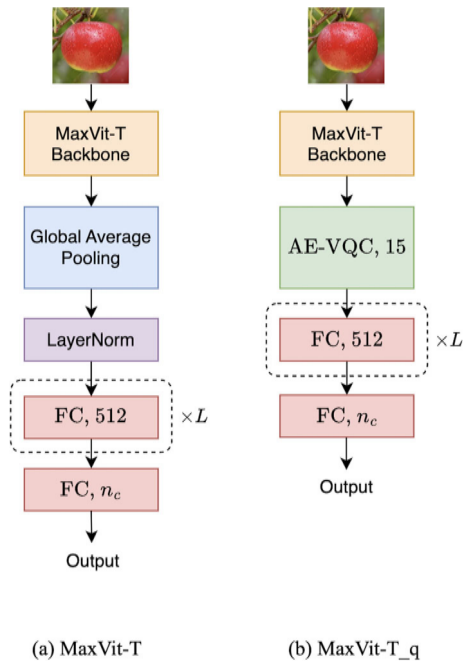 MaxVit-T
Backbone
Global Average
Pooling
LayerNorm
FC, 512
×L
FC, n_c
Output
(a) MaxVit-T
MaxVit-T
Backbone
AE-VQC, 15
FC, 512
×L
FC, n_c
Output
(b) MaxVit-T_q